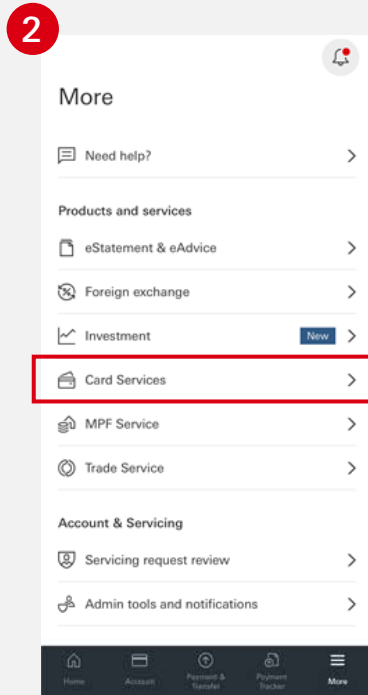 2
More
Need help?
Products and services
eStatement & eAdvice
Foreign exchange
Investment
New
Card Services
MPF Service
Trade Service
Account & Servicing
Servicing request review
Admin tools and notifications
Home
Account
Payment &
Transfer
Payment
Tracker
More